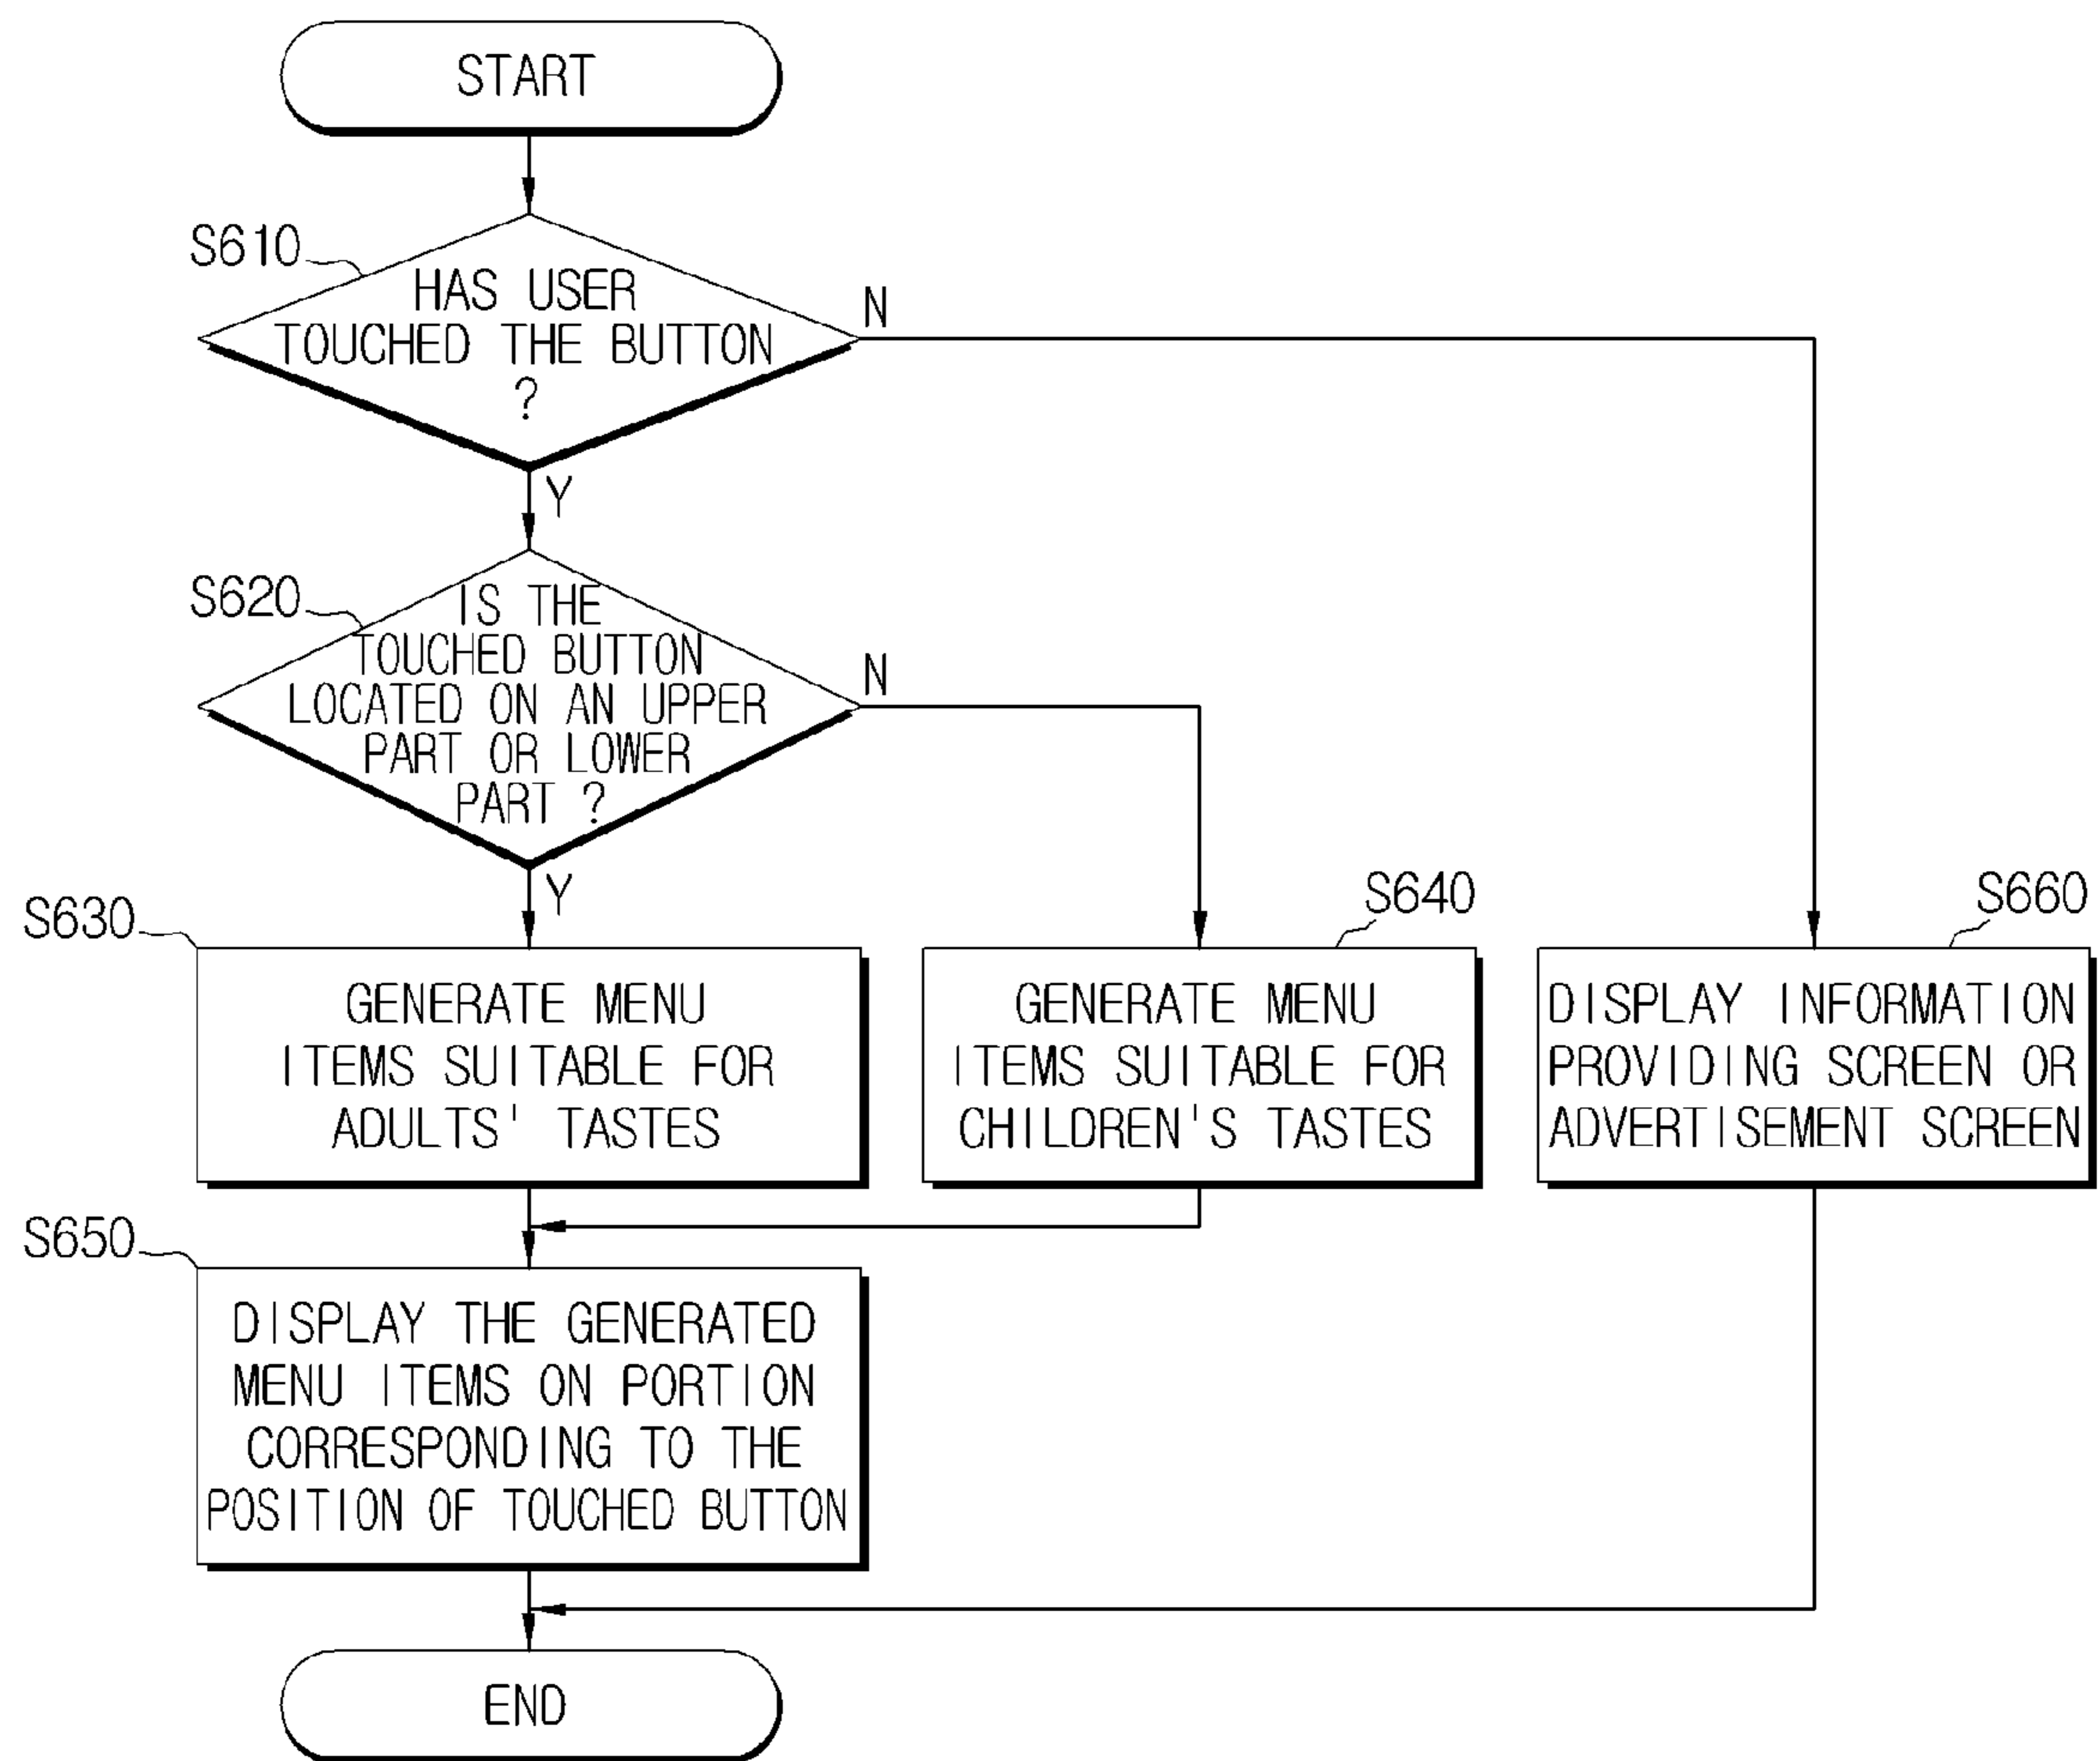 START
S610
HAS USER
TOUCHED THE BUTTON
?
N
Y
S620
IS THE
TOUCHED BUTTON
LOCATED ON AN UPPER
PART OR LOWER
PART ?
N
Y
S630
GENERATE MENU
ITEMS SUITABLE FOR
ADULTS' TASTES
S640
GENERATE MENU
ITEMS SUITABLE FOR
CHILDREN'S TASTES
S660
DISPLAY INFORMATION
PROVIDING SCREEN OR
ADVERTISEMENT SCREEN
S650
DISPLAY THE GENERATED
MENU ITEMS ON PORTION
CORRESPONDING TO THE
POSITION OF TOUCHED BUTTON
END